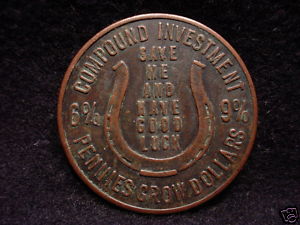 COMPOUND INVESTMENT
SAVE
ME
AND
HAVE
GOOD
LUCK
6% 9%
PENNIES GROW DOLLARS